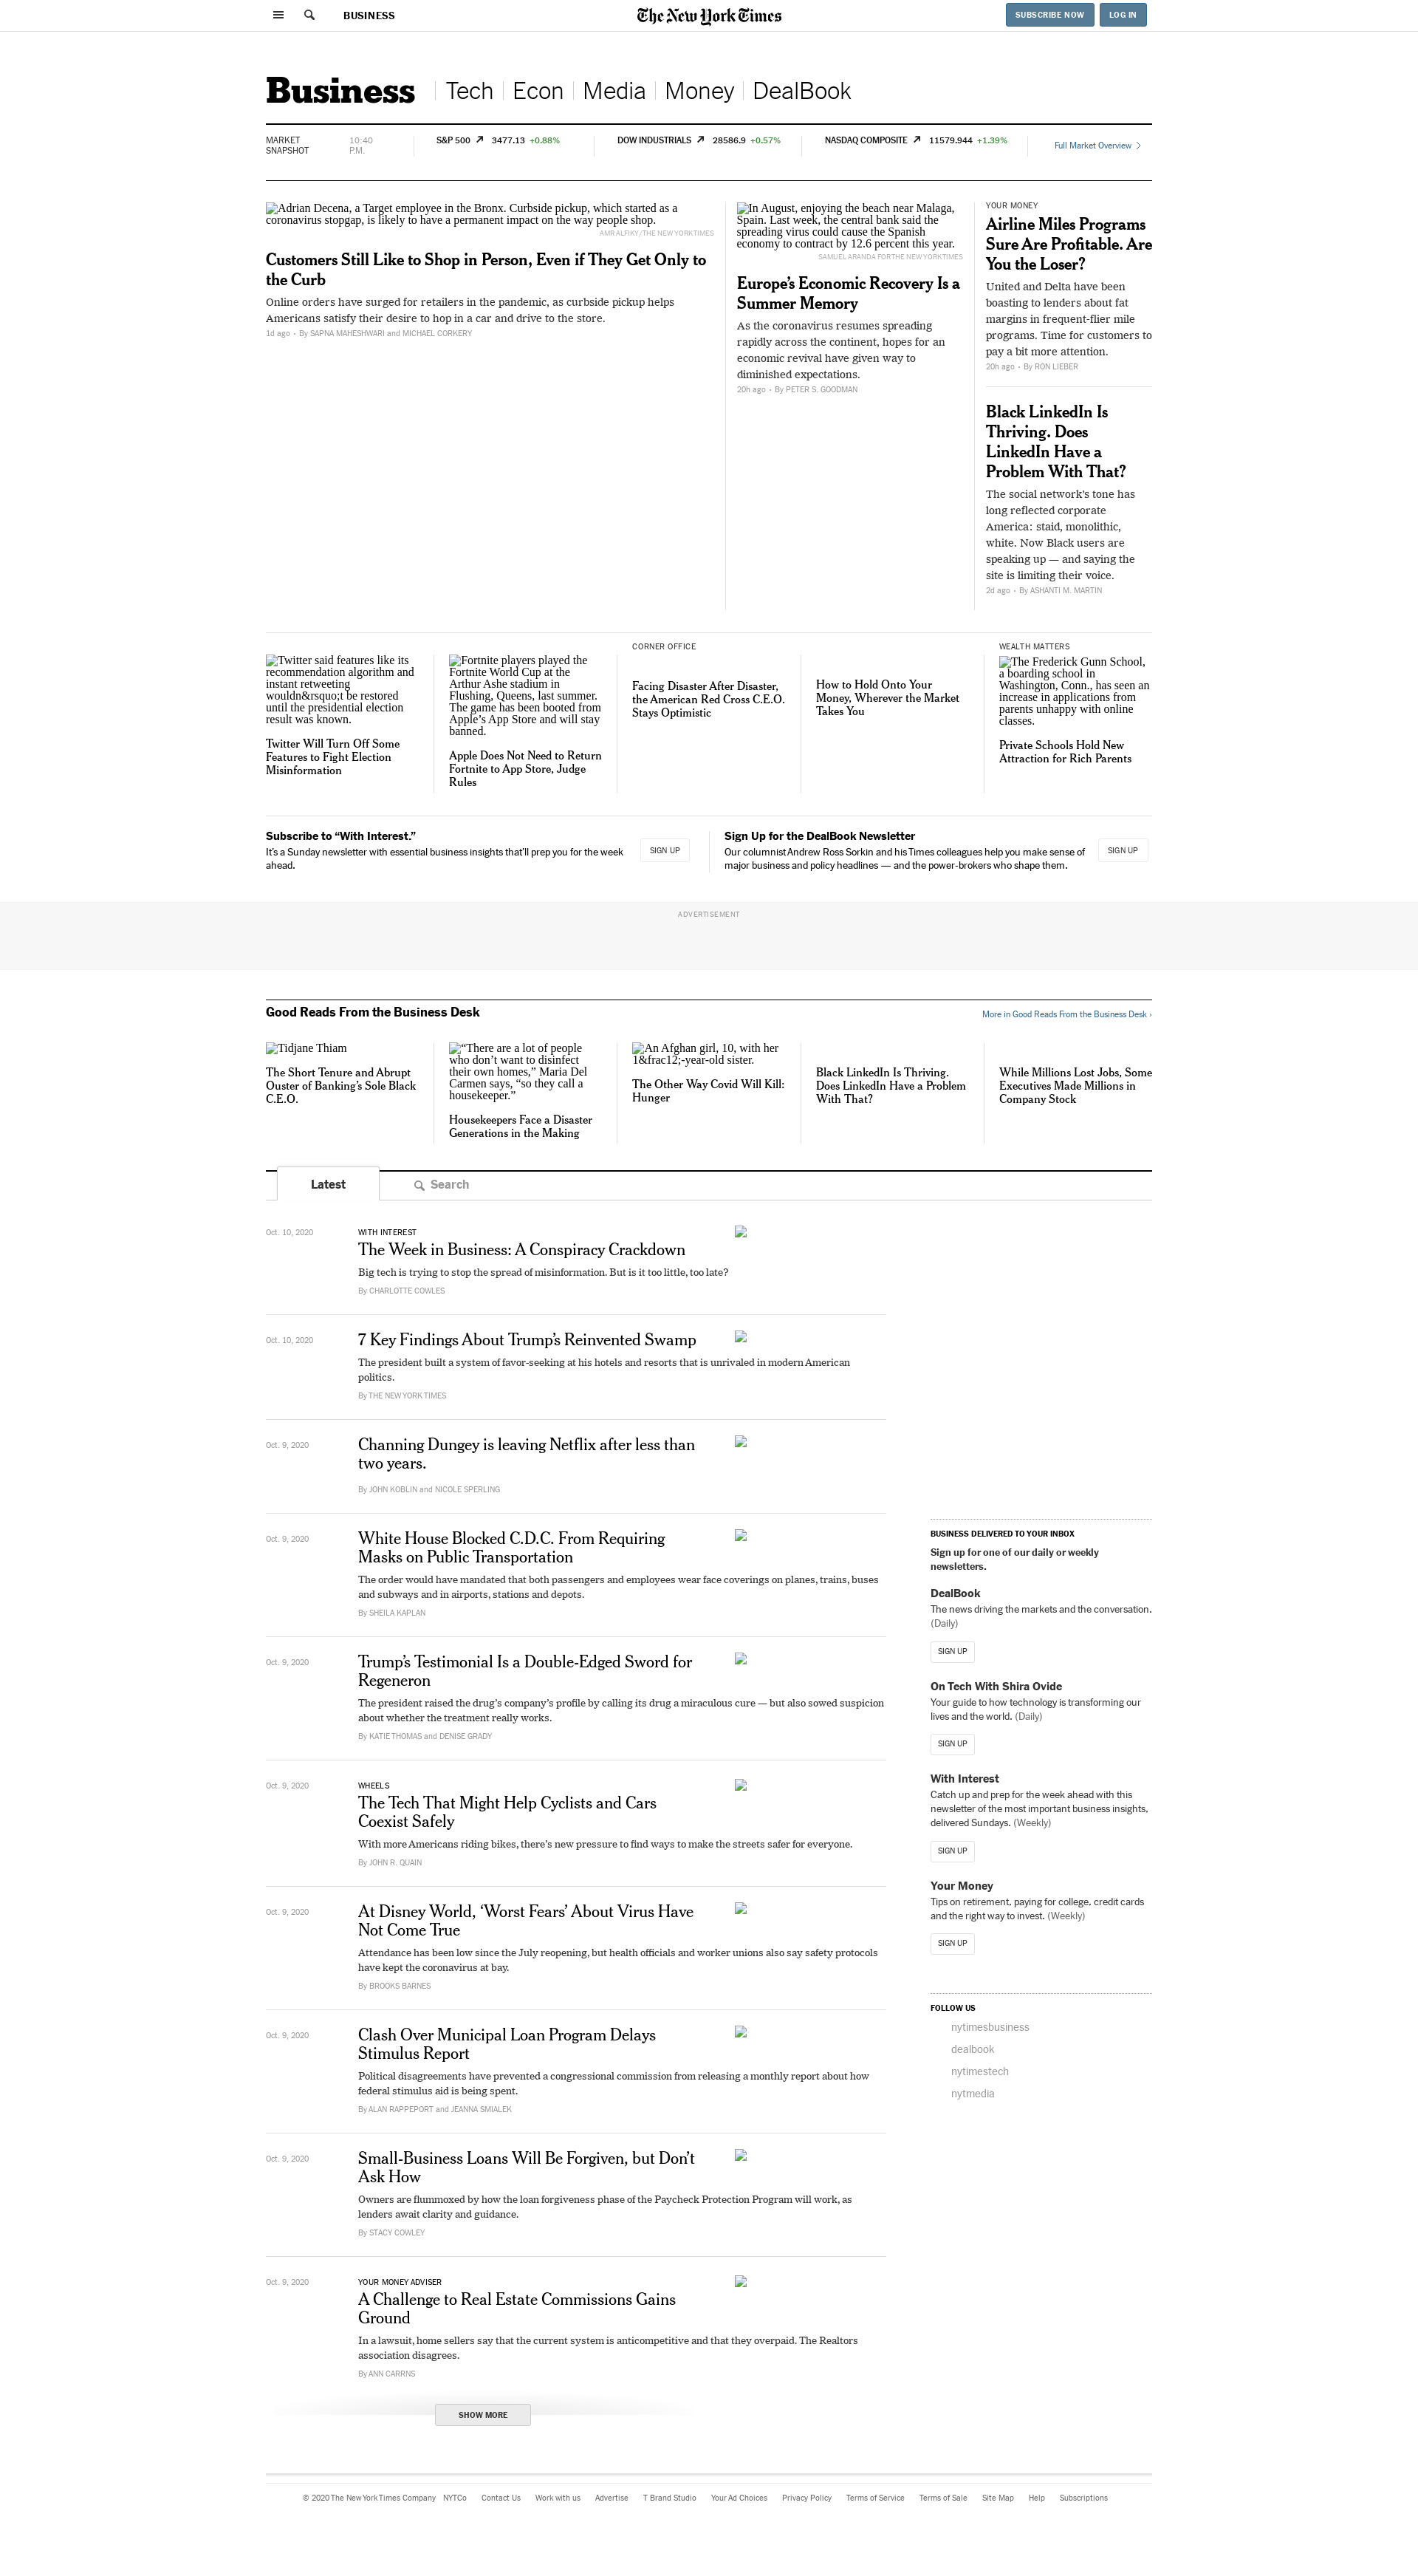 BUSINESS
The New York Times
SUBSCRIBE NOW
LOG IN
Business
Tech
Econ
Media
Money
DealBook
MARKET
SNAPSHOT
10:40
P.M.
S&P 500 3477.13 +0.88%
DOW INDUSTRIALS 28586.9 +0.57%
NASDAQ COMPOSITE 11579.944 +1.39%
Full Market Overview
Adrian Decena, a Target employee in the Bronx. Curbside pickup, which started as a
coronavirus stopgap, is likely to have a permanent impact on the way people shop.
AMR ALFIKY/THE NEW YORK TIMES
Customers Still Like to Shop in Person, Even if They Get Only to
the Curb
Online orders have surged for retailers in the pandemic, as curbside pickup helps
Americans satisfy their desire to hop in a car and drive to the store.
1d ago • By SAPNA MAHESHWARI and MICHAEL CORKERY
In August, enjoying the beach near Malaga,
Spain. Last week, the central bank said the
spreading virus could cause the Spanish
economy to contract by 12.6 percent this year.
SAMUEL ARANDA FOR THE NEW YORK TIMES
Europe’s Economic Recovery Is a
Summer Memory
As the coronavirus resumes spreading
rapidly across the continent, hopes for an
economic revival have given way to
diminished expectations.
20h ago • By PETER S. GOODMAN
YOUR MONEY
Airline Miles Programs
Sure Are Profitable. Are
You the Loser?
United and Delta have been
boasting to lenders about fat
margins in frequent-flier mile
programs. Time for customers to
pay a bit more attention.
20h ago • By RON LIEBER
Black LinkedIn Is
Thriving. Does
LinkedIn Have a
Problem With That?
The social network’s tone has
long reflected corporate
America: staid, monolithic,
white. Now Black users are
speaking up — and saying the
site is limiting their voice.
2d ago • By ASHANTI M. MARTIN
Twitter said features like its
recommendation algorithm and
instant retweeting
wouldn&rsquo;t be restored
until the presidential election
result was known.
Twitter Will Turn Off Some
Features to Fight Election
Misinformation
Fortnite players played the
Fortnite World Cup at the
Arthur Ashe stadium in
Flushing, Queens, last summer.
The game has been booted from
Apple’s App Store and will stay
banned.
Apple Does Not Need to Return
Fortnite to App Store, Judge
Rules
CORNER OFFICE
Facing Disaster After Disaster,
the American Red Cross C.E.O.
Stays Optimistic
How to Hold Onto Your
Money, Wherever the Market
Takes You
WEALTH MATTERS
The Frederick Gunn School,
a boarding school in
Washington, Conn., has seen an
increase in applications from
parents unhappy with online
classes.
Private Schools Hold New
Attraction for Rich Parents
Subscribe to “With Interest.”
It’s a Sunday newsletter with essential business insights that’ll prep you for the week
ahead.
SIGN UP
Sign Up for the DealBook Newsletter
Our columnist Andrew Ross Sorkin and his Times colleagues help you make sense of
major business and policy headlines — and the power-brokers who shape them.
SIGN UP
ADVERTISEMENT
Good Reads From the Business Desk
More in Good Reads From the Business Desk ›
Tidjane Thiam
The Short Tenure and Abrupt
Ouster of Banking’s Sole Black
C.E.O.
“There are a lot of people
who don’t want to disinfect
their own homes,” Maria Del
Carmen says, “so they call a
housekeeper.”
Housekeepers Face a Disaster
Generations in the Making
An Afghan girl, 10, with her
1&frac12;-year-old sister.
The Other Way Covid Will Kill:
Hunger
Black LinkedIn Is Thriving.
Does LinkedIn Have a Problem
With That?
While Millions Lost Jobs, Some
Executives Made Millions in
Company Stock
Latest
Search
Oct. 10, 2020
WITH INTEREST
The Week in Business: A Conspiracy Crackdown
Big tech is trying to stop the spread of misinformation. But is it too little, too late?
By CHARLOTTE COWLES
Oct. 10, 2020
7 Key Findings About Trump’s Reinvented Swamp
The president built a system of favor-seeking at his hotels and resorts that is unrivaled in modern American
politics.
By THE NEW YORK TIMES
Oct. 9, 2020
Channing Dungey is leaving Netflix after less than
two years.
By JOHN KOBLIN and NICOLE SPERLING
Oct. 9, 2020
White House Blocked C.D.C. From Requiring
Masks on Public Transportation
The order would have mandated that both passengers and employees wear face coverings on planes, trains, buses
and subways and in airports, stations and depots.
By SHEILA KAPLAN
Oct. 9, 2020
Trump’s Testimonial Is a Double-Edged Sword for
Regeneron
The president raised the drug’s company’s profile by calling its drug a miraculous cure — but also sowed suspicion
about whether the treatment really works.
By KATIE THOMAS and DENISE GRADY
Oct. 9, 2020
WHEELS
The Tech That Might Help Cyclists and Cars
Coexist Safely
With more Americans riding bikes, there’s new pressure to find ways to make the streets safer for everyone.
By JOHN R. QUAIN
Oct. 9, 2020
At Disney World, ‘Worst Fears’ About Virus Have
Not Come True
Attendance has been low since the July reopening, but health officials and worker unions also say safety protocols
have kept the coronavirus at bay.
By BROOKS BARNES
Oct. 9, 2020
Clash Over Municipal Loan Program Delays
Stimulus Report
Political disagreements have prevented a congressional commission from releasing a monthly report about how
federal stimulus aid is being spent.
By ALAN RAPPEPORT and JEANNA SMIALEK
Oct. 9, 2020
Small-Business Loans Will Be Forgiven, but Don’t
Ask How
Owners are flummoxed by how the loan forgiveness phase of the Paycheck Protection Program will work, as
lenders await clarity and guidance.
By STACY COWLEY
Oct. 9, 2020
YOUR MONEY ADVISER
A Challenge to Real Estate Commissions Gains
Ground
In a lawsuit, home sellers say that the current system is anticompetitive and that they overpaid. The Realtors
association disagrees.
By ANN CARRNS
SHOW MORE
BUSINESS DELIVERED TO YOUR INBOX
Sign up for one of our daily or weekly
newsletters.
DealBook
The news driving the markets and the conversation.
(Daily)
SIGN UP
On Tech With Shira Ovide
Your guide to how technology is transforming our
lives and the world. (Daily)
SIGN UP
With Interest
Catch up and prep for the week ahead with this
newsletter of the most important business insights,
delivered Sundays. (Weekly)
SIGN UP
Your Money
Tips on retirement, paying for college, credit cards
and the right way to invest. (Weekly)
SIGN UP
FOLLOW US
nytimesbusiness
dealbook
nytimestech
nytmedia
© 2020 The New York Times Company NYTCo Contact Us Work with us Advertise T Brand Studio Your Ad Choices Privacy Policy Terms of Service Terms of Sale Site Map Help Subscriptions